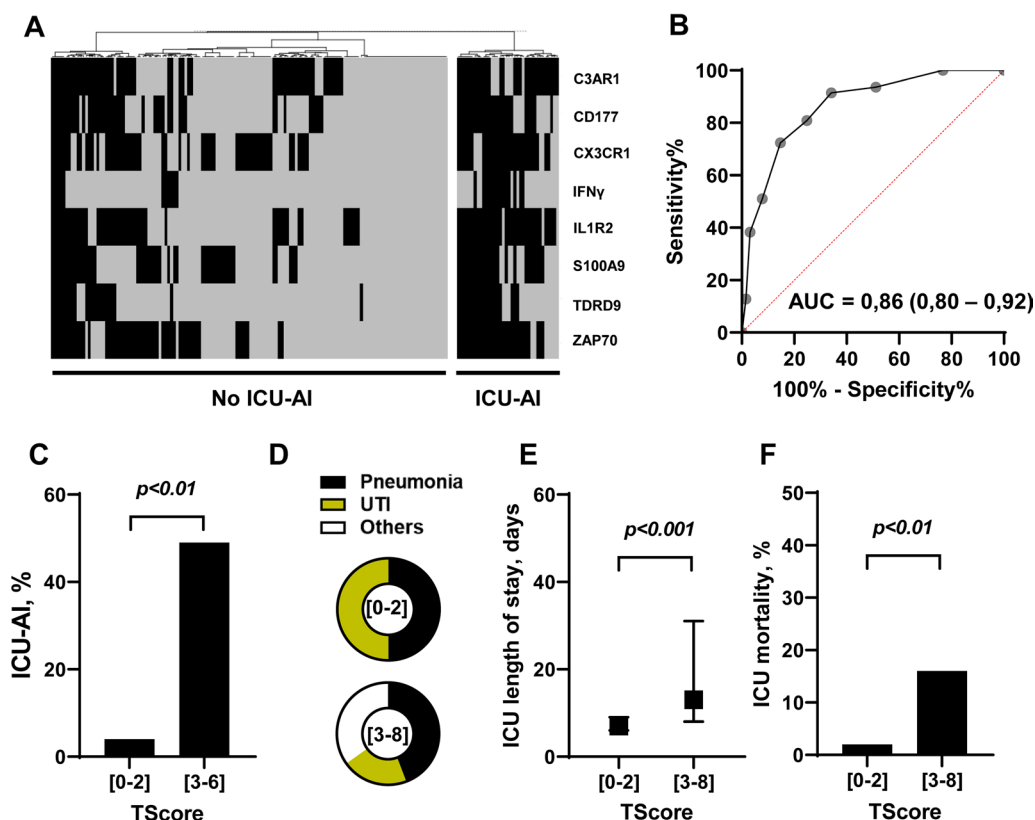 A
C3AR1
CD177
CX3CR1
IFNγ
IL1R2
S100A9
TDRD9
ZAP70
No ICU-AI
ICU-AI
B
Sensitivity%
100
80
60
40
20
0
AUC = 0,86 (0,80 – 0,92)
0 20 40 60 80 100
100% - Specificity%
C
ICU-AI, %
60
40
20
0
p<0.01
[0-2] [3-6]
TScore
D
Pneumonia
UTI
Others
[0-2]
[3-8]
E
ICU length of stay, days
60
40
20
0
p<0.001
[0-2] [3-8]
TScore
F
ICU mortality, %
50
40
30
20
10
0
p<0.01
[0-2] [3-8]
TScore